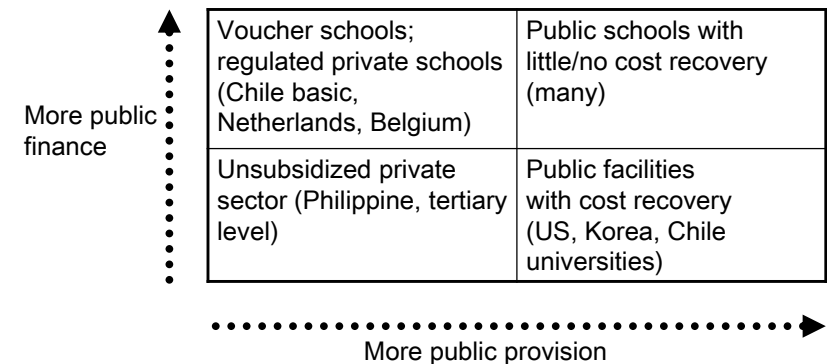 More public
finance
Voucher schools;
regulated private schools
(Chile basic,
Netherlands, Belgium)
Public schools with
little/no cost recovery
(many)
Unsubsidized private
sector (Philippine, tertiary
level)
Public facilities
with cost recovery
(US, Korea, Chile
universities)
More public provision